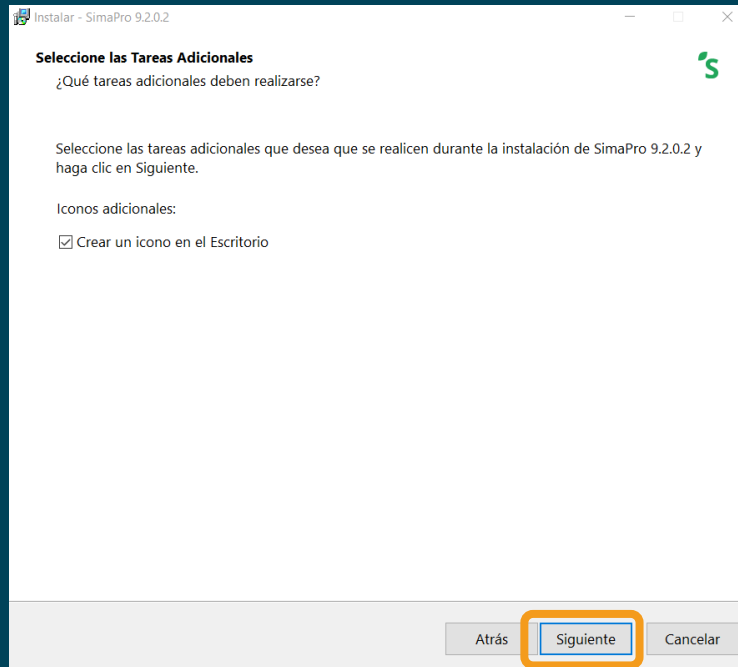 Instalar - SimaPro 9.2.0.2
Seleccione las Tareas Adicionales
¿Qué tareas adicionales deben realizarse?
Seleccione las tareas adicionales que desea que se realicen durante la instalación de SimaPro 9.2.0.2 y
haga clic en Siguiente.
Iconos adicionales:
Crear un icono en el Escritorio
Atrás Siguiente Cancelar